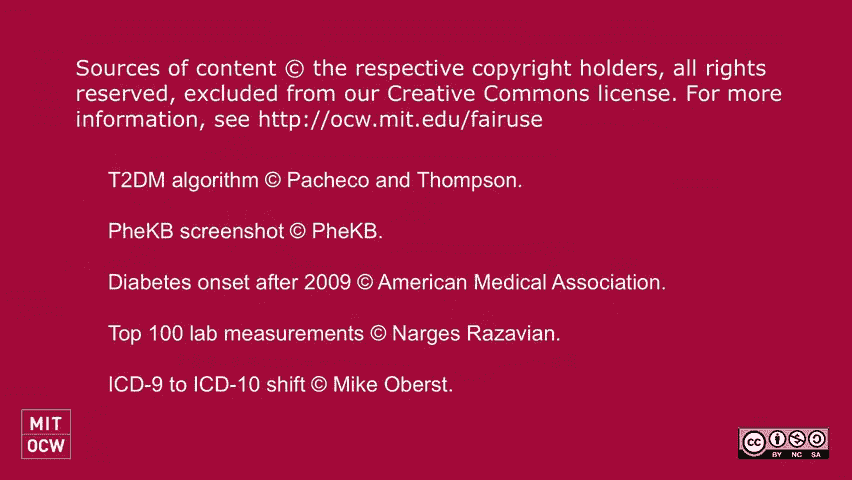 Sources of content © the respective copyright holders, all rights
reserved, excluded from our Creative Commons license. For more
information, see http://ocw.mit.edu/fairuse
T2DM algorithm © Pacheco and Thompson.
PheKB screenshot © PheKB.
Diabetes onset after 2009 © American Medical Association.
Top 100 lab measurements © Narges Razavian.
ICD-9 to ICD-10 shift © Mike Oberst.
MIT
OCW
cc
BY NC SA